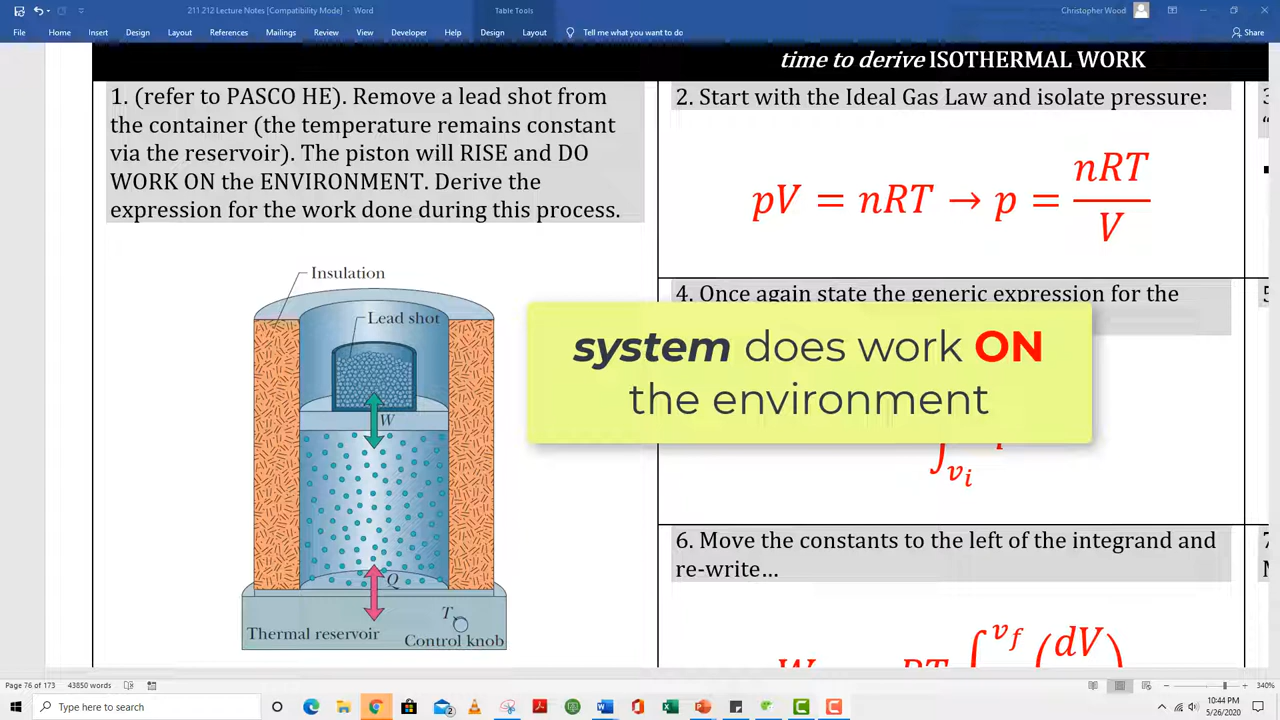 211 212 Lecture Notes [Compatibility Mode] - Word
Table Tools
Christopher Wood
File Home Insert Design Layout References Mailings Review View Developer Help Design Layout Tell me what you want to do
Share
time to derive ISOTHERMAL WORK
1. (refer to PASCO HE). Remove a lead shot from
the container (the temperature remains constant
via the reservoir). The piston will RISE and DO
WORK ON the ENVIRONMENT. Derive the
expression for the work done during this process.
Insulation
Lead shot
W
Q
T
Thermal reservoir
Control knob
2. Start with the Ideal Gas Law and isolate pressure:
pV = nRT → p = nRT / V
4. Once again state the generic expression for the
system does work ON
the environment
∫ v_i
6. Move the constants to the left of the integrand and
re-write…
∫ v_f (dV
Page 76 of 173 43850 words
340%
Type here to search
10:44 PM
5/26/2020